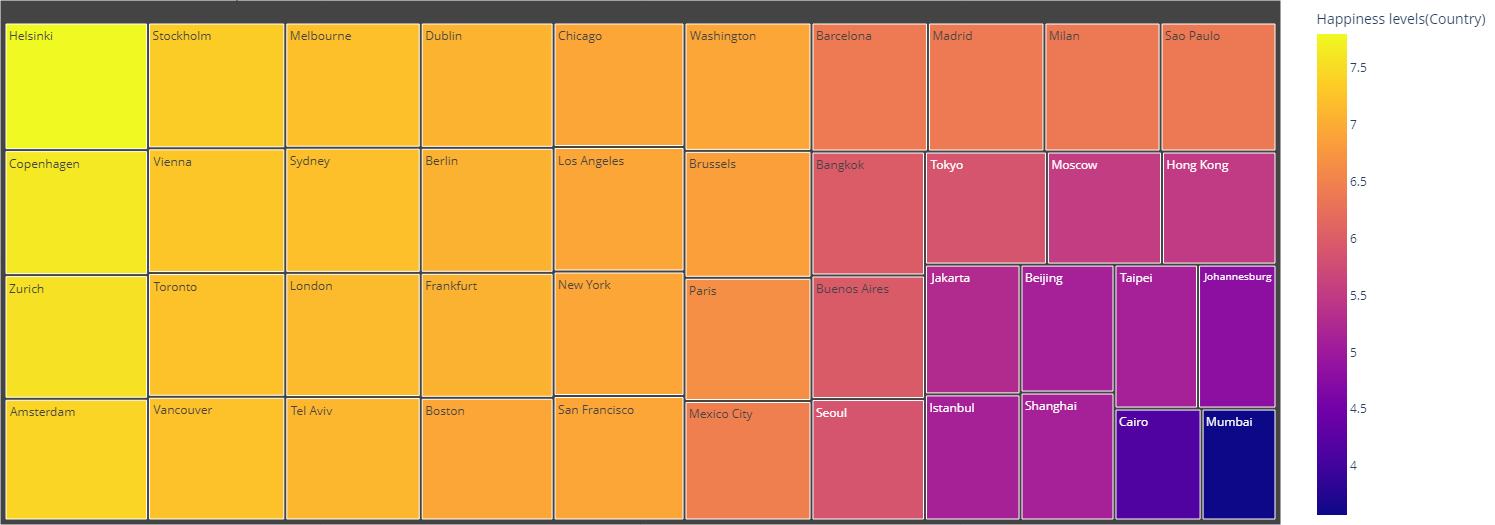 Happiness levels(Country)
Helsinki
Stockholm
Melbourne
Dublin
Chicago
Washington
Barcelona
Madrid
Milan
Sao Paulo
Copenhagen
Vienna
Sydney
Berlin
Los Angeles
Brussels
Bangkok
Tokyo
Moscow
Hong Kong
Zurich
Toronto
London
Frankfurt
New York
Paris
Buenos Aires
Jakarta
Beijing
Taipei
Johannesburg
Amsterdam
Vancouver
Tel Aviv
Boston
San Francisco
Mexico City
Seoul
Istanbul
Shanghai
Cairo
Mumbai
7.5
7
6.5
6
5.5
5
4.5
4